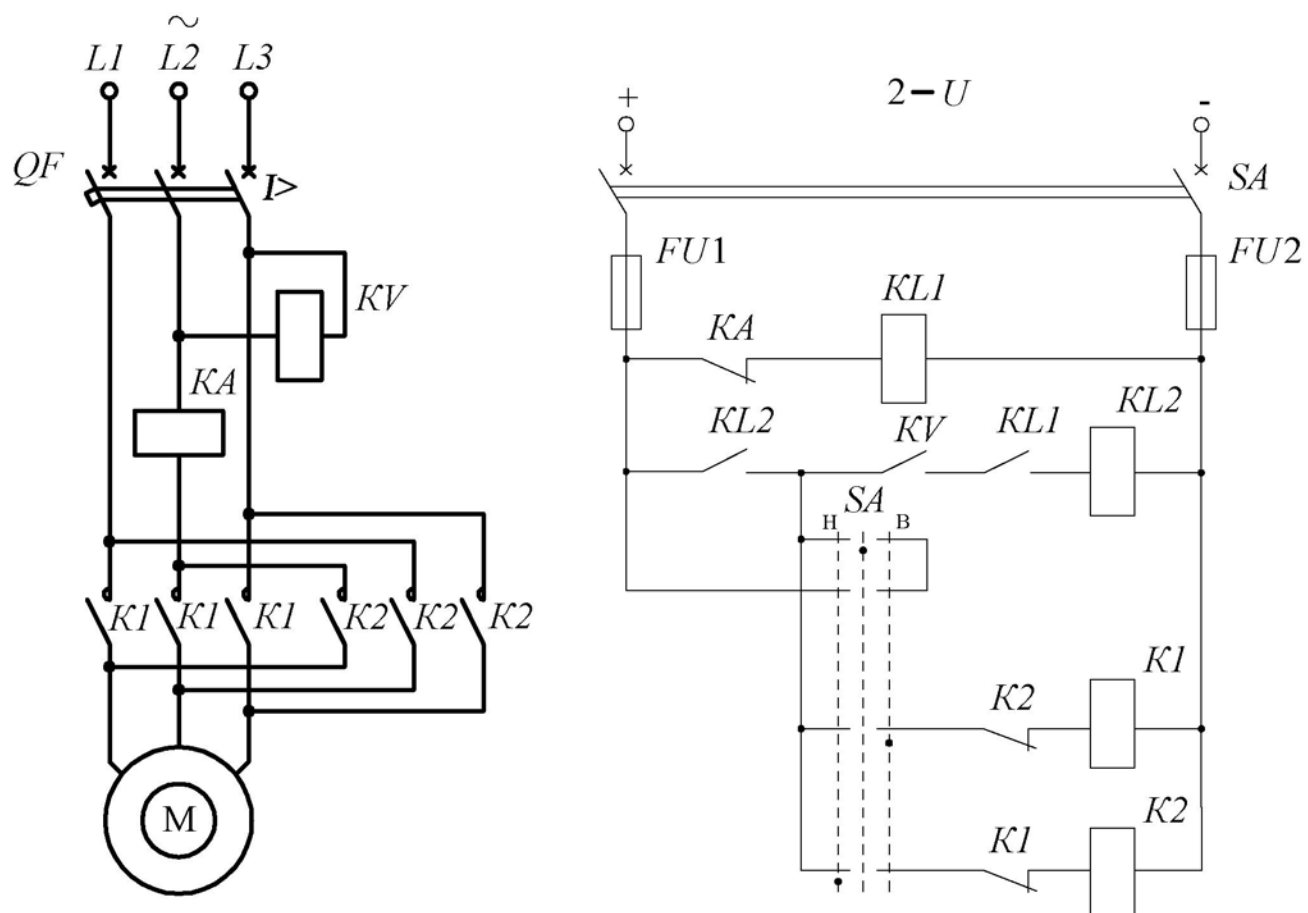 ~
L1 L2 L3
QF
I>
KV
KA
K1 K1 K1 K2 K2 K2
M
+ 2-U -
SA
FU1 FU2
KA KL1
KL2 KV KL1 KL2
SA
Н В
K2 K1
K1 K2